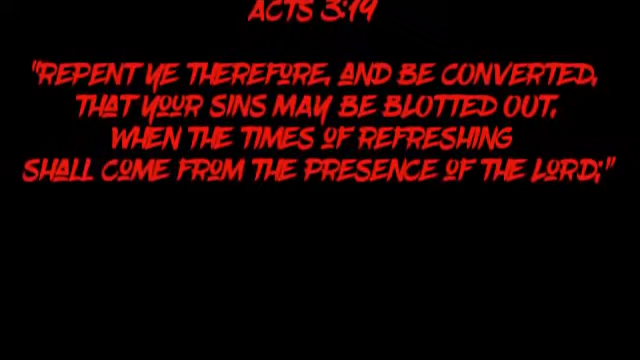 ACTS 3:19
"REPENT YE THEREFORE, AND BE CONVERTED,
THAT YOUR SINS MAY BE BLOTTED OUT,
WHEN THE TIMES OF REFRESHING
SHALL COME FROM THE PRESENCE OF THE LORD;"